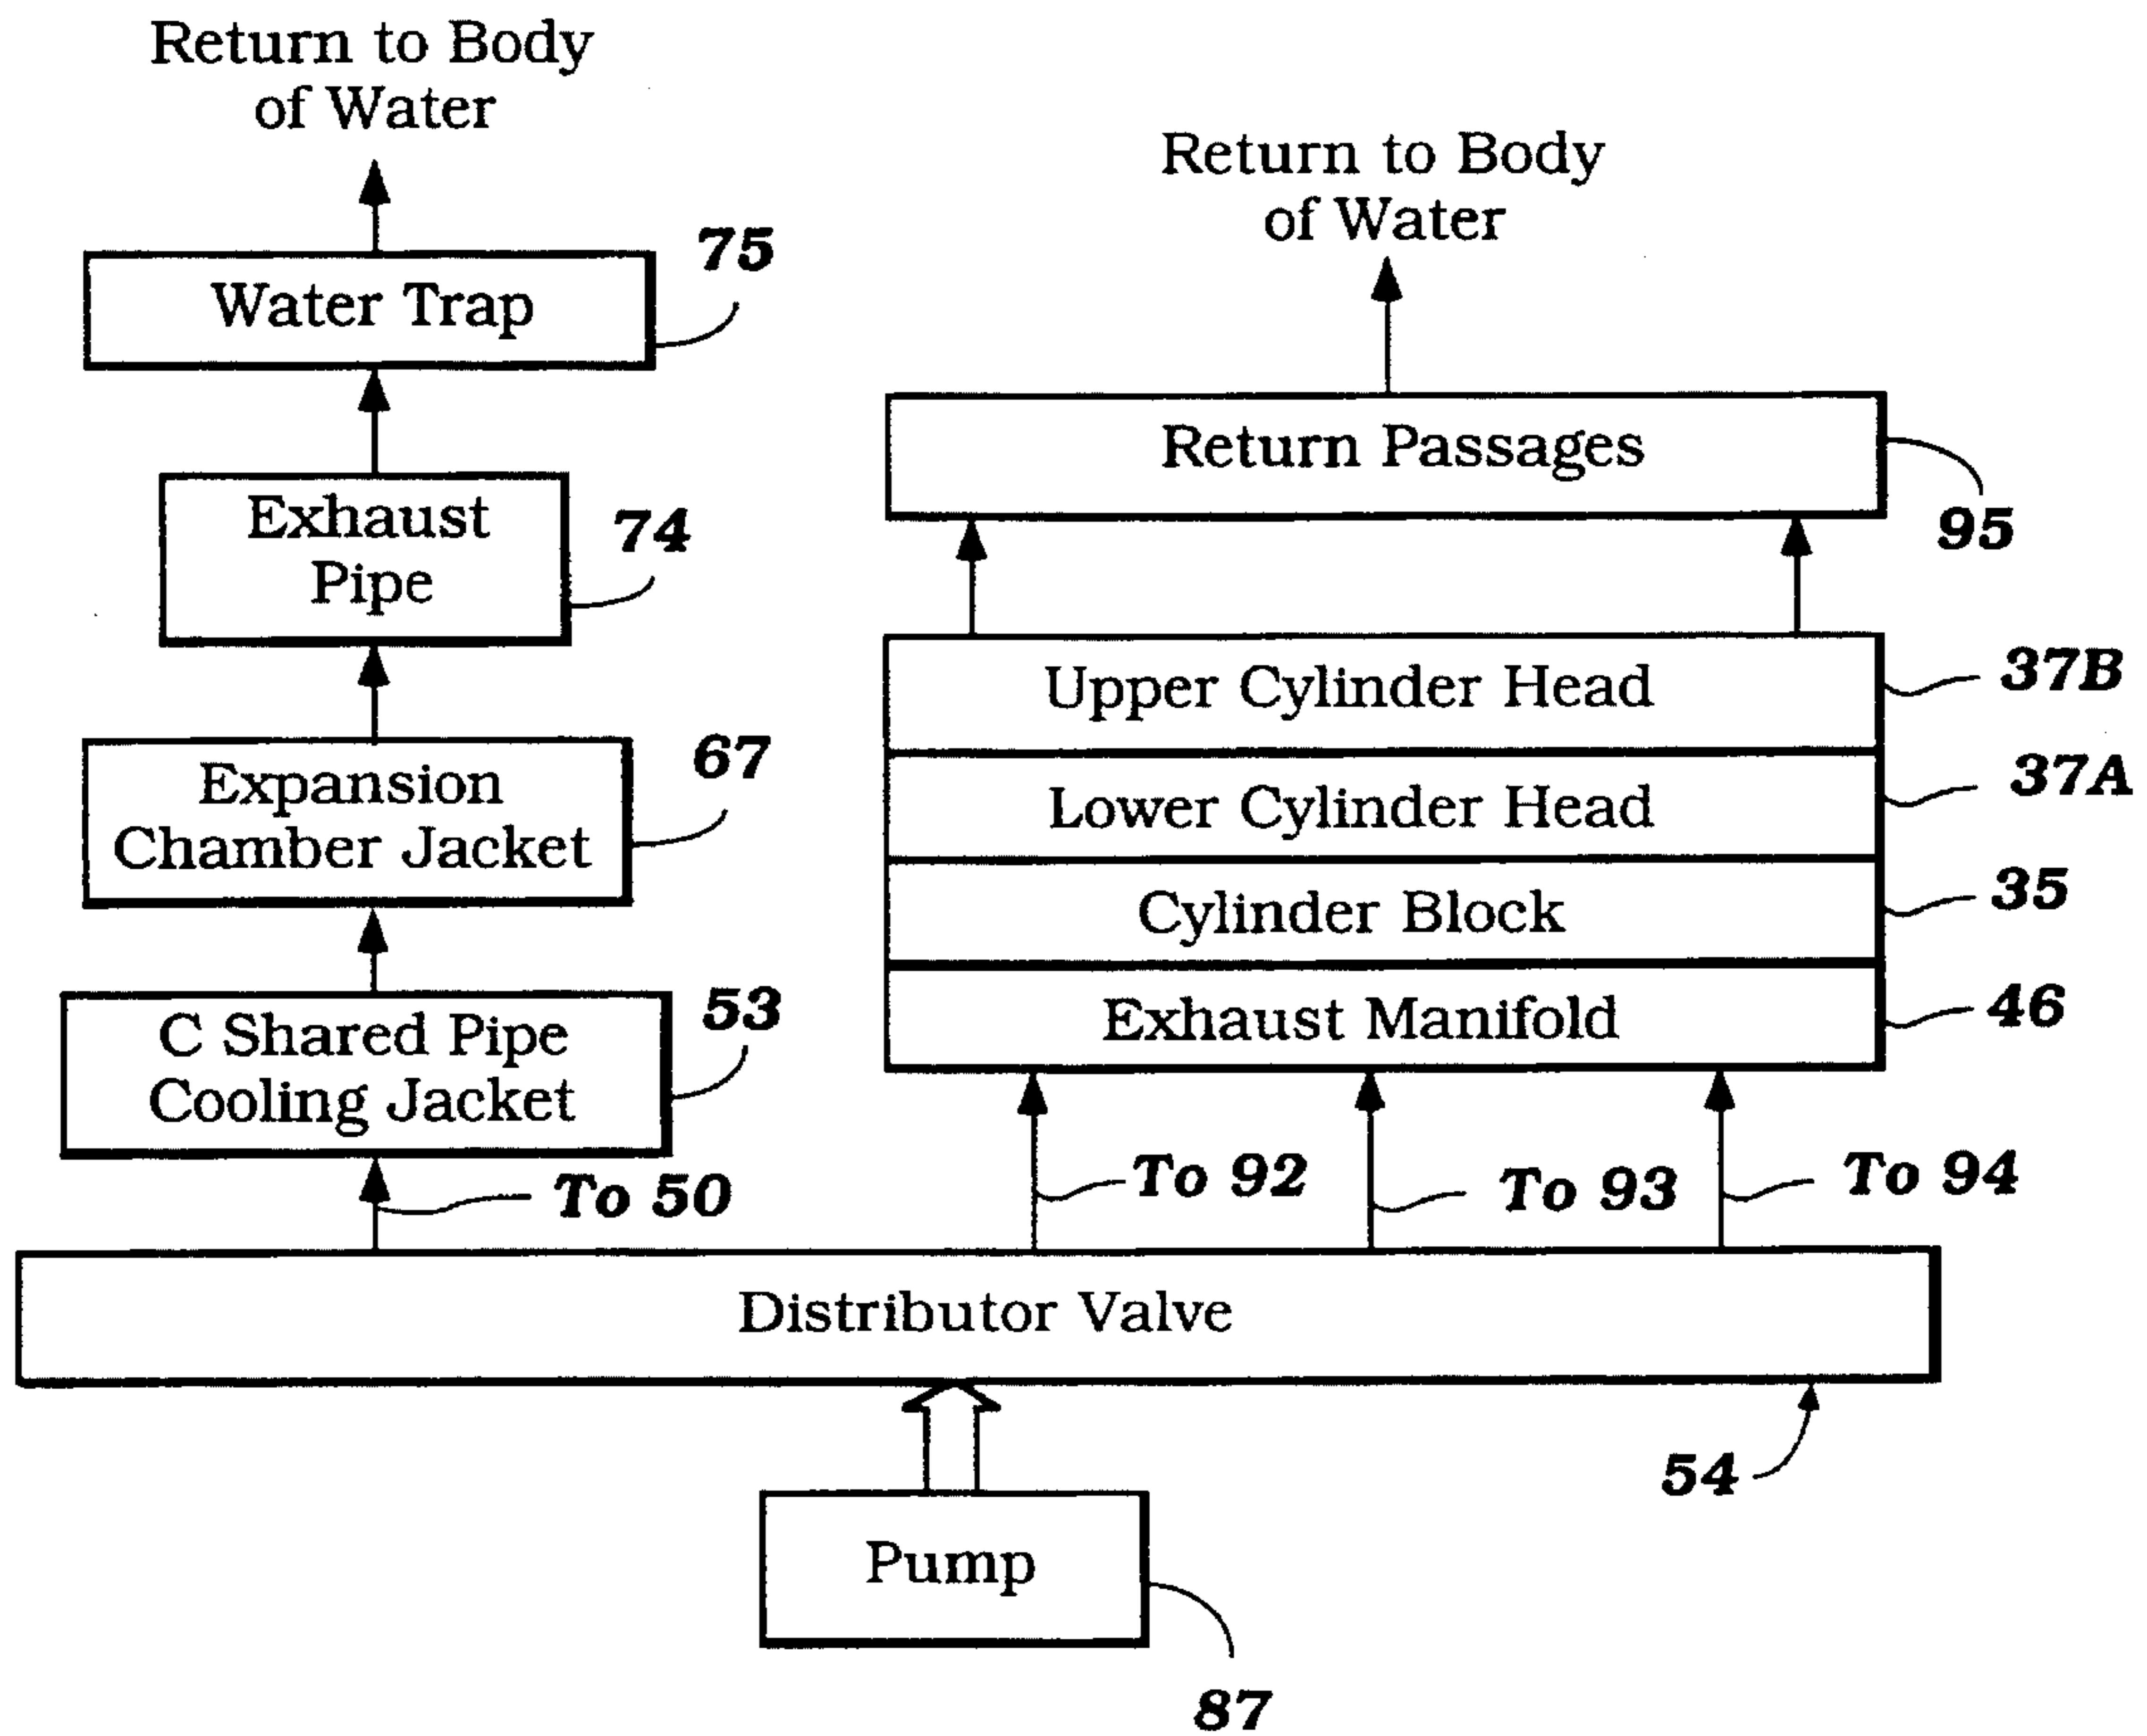 Return to Body
of Water
Return to Body
of Water
75
Water Trap
Return Passages
95
Exhaust
Pipe
74
Upper Cylinder Head
37B
Expansion
Chamber Jacket
67
Lower Cylinder Head
37A
Cylinder Block
35
C Shared Pipe
Cooling Jacket
53
Exhaust Manifold
46
To 50
To 92
To 93
To 94
Distributor Valve
54
Pump
87